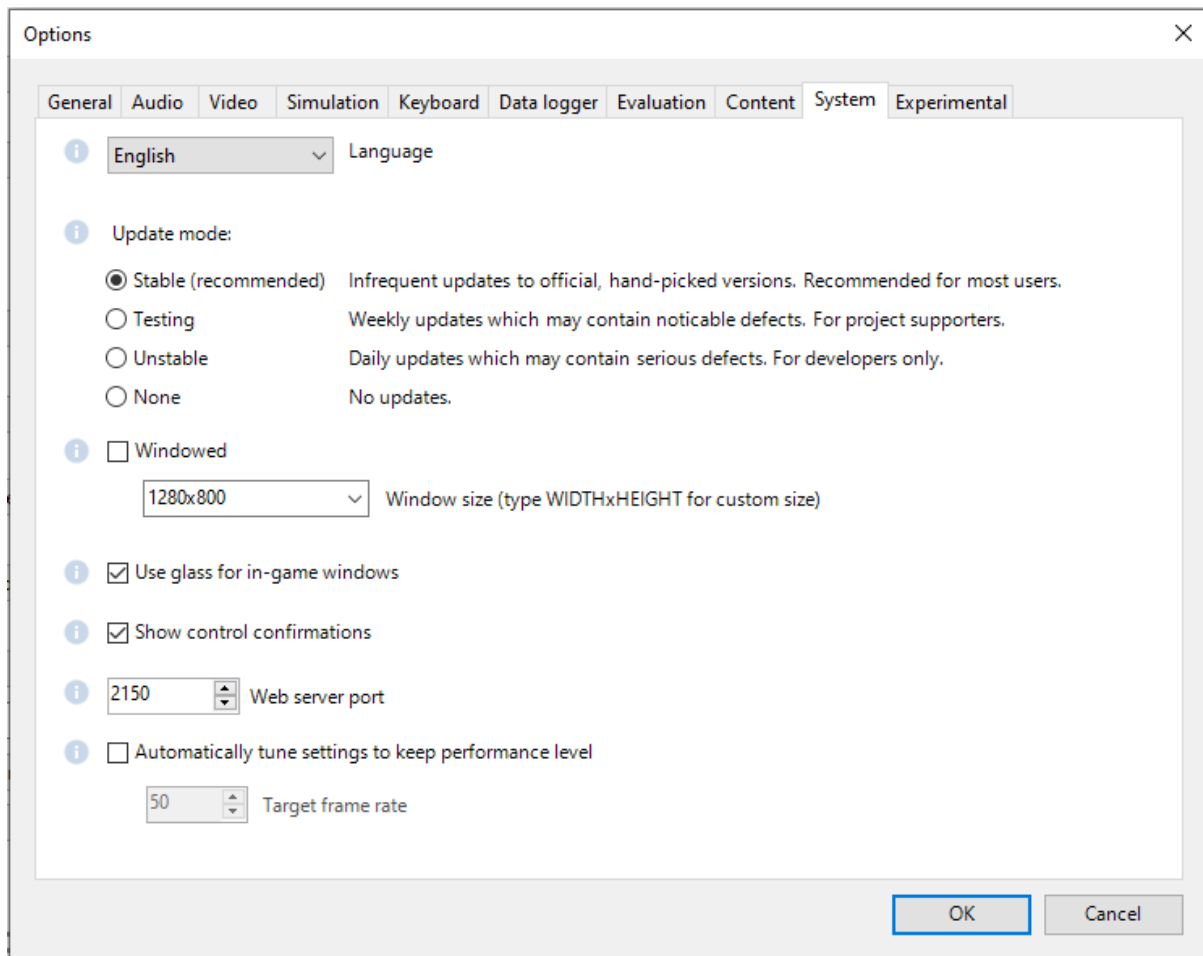 Options
General Audio Video Simulation Keyboard Data logger Evaluation Content System Experimental
English Language
Update mode:
Stable (recommended) Infrequent updates to official, hand-picked versions. Recommended for most users.
Testing Weekly updates which may contain noticable defects. For project supporters.
Unstable Daily updates which may contain serious defects. For developers only.
None No updates.
Windowed
1280x800 Window size (type WIDTHxHEIGHT for custom size)
Use glass for in-game windows
Show control confirmations
2150 Web server port
Automatically tune settings to keep performance level
50 Target frame rate
OK Cancel